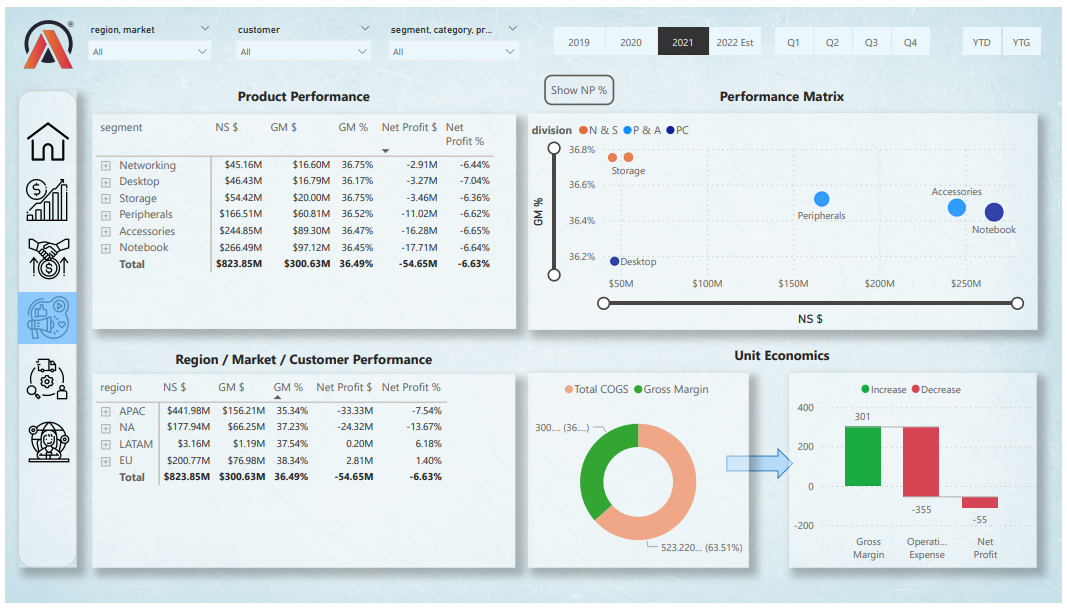 region, market
customer
segment, category, pr...
All
All
All
2019 2020 2021 2022 Est
Q1 Q2 Q3 Q4
YTD YTG
Product Performance
segment NS $ GM $ GM % Net Profit $ Net Profit %
Networking $45.16M $16.60M 36.75% -2.91M -6.44%
Desktop $46.43M $16.79M 36.17% -3.27M -7.04%
Storage $54.42M $20.00M 36.75% -3.46M -6.36%
Peripherals $166.51M $60.81M 36.52% -11.02M -6.62%
Accessories $244.85M $89.30M 36.47% -16.28M -6.65%
Notebook $266.49M $97.12M 36.45% -17.71M -6.64%
Total $823.85M $300.63M 36.49% -54.65M -6.63%
Show NP %
Performance Matrix
division N & S P & A PC
36.8%
36.6%
36.4%
36.2%
GM %
Storage
Peripherals
Accessories
Notebook
Desktop
$50M $100M $150M $200M $250M
NS $
Region / Market / Customer Performance
region NS $ GM $ GM % Net Profit $ Net Profit %
APAC $441.98M $156.21M 35.34% -33.33M -7.54%
NA $177.94M $66.25M 37.23% -24.32M -13.67%
LATAM $3.16M $1.19M 37.54% 0.20M 6.18%
EU $200.77M $76.98M 38.34% 2.81M 1.40%
Total $823.85M $300.63M 36.49% -54.65M -6.63%
Unit Economics
Total COGS Gross Margin
300.... (36....)
523.220... (63.51%)
Increase Decrease
400
200
0
-200
301
-355
-55
Gross Margin
Operati... Expense
Net Profit